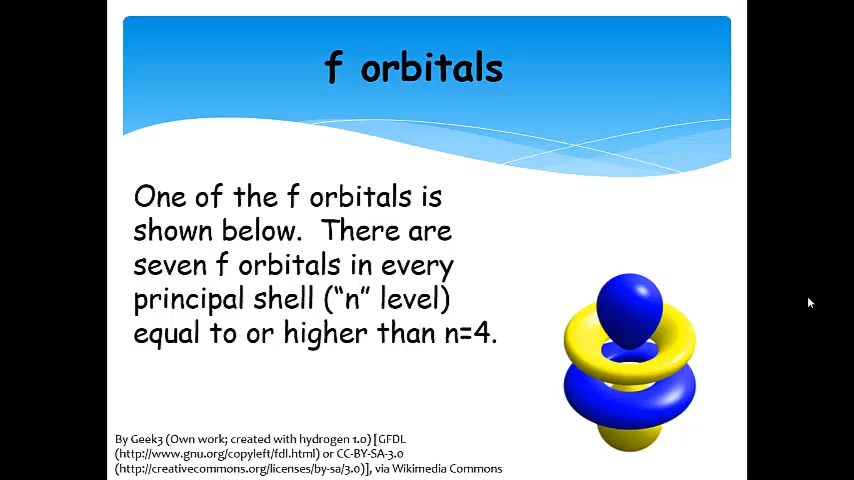 f orbitals
One of the f orbitals is
shown below.  There are
seven f orbitals in every
principal shell (“n” level)
equal to or higher than n=4.
By Geek3 (Own work; created with hydrogen 1.0) [GFDL
(http://www.gnu.org/copyleft/fdl.html) or CC-BY-SA-3.0
(http://creativecommons.org/licenses/by-sa/3.0)], via Wikimedia Commons